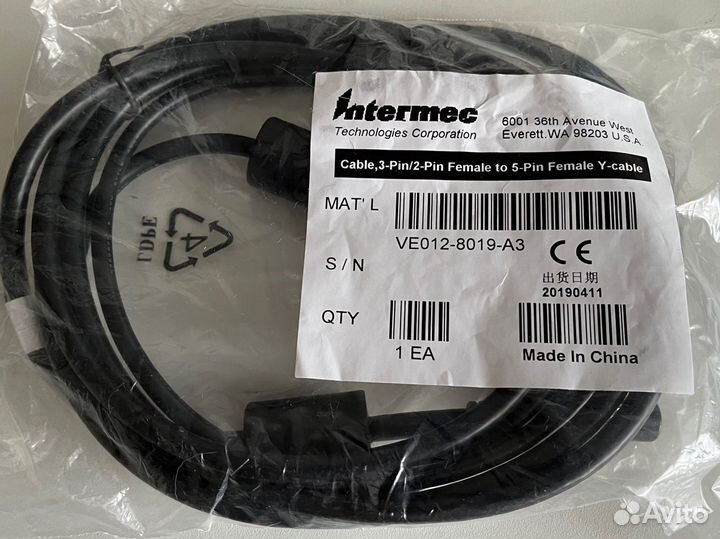 Intermec
Technologies Corporation
6001 36th Avenue West
Everett.WA 98203 U.S.A.
Cable,3-Pin/2-Pin Female to 5-Pin Female Y-cable
MAT' L
VE012-8019-A3
CE
S / N
出货日期
20190411
QTY
1 EA
Made In China
4
LDPE
Avito